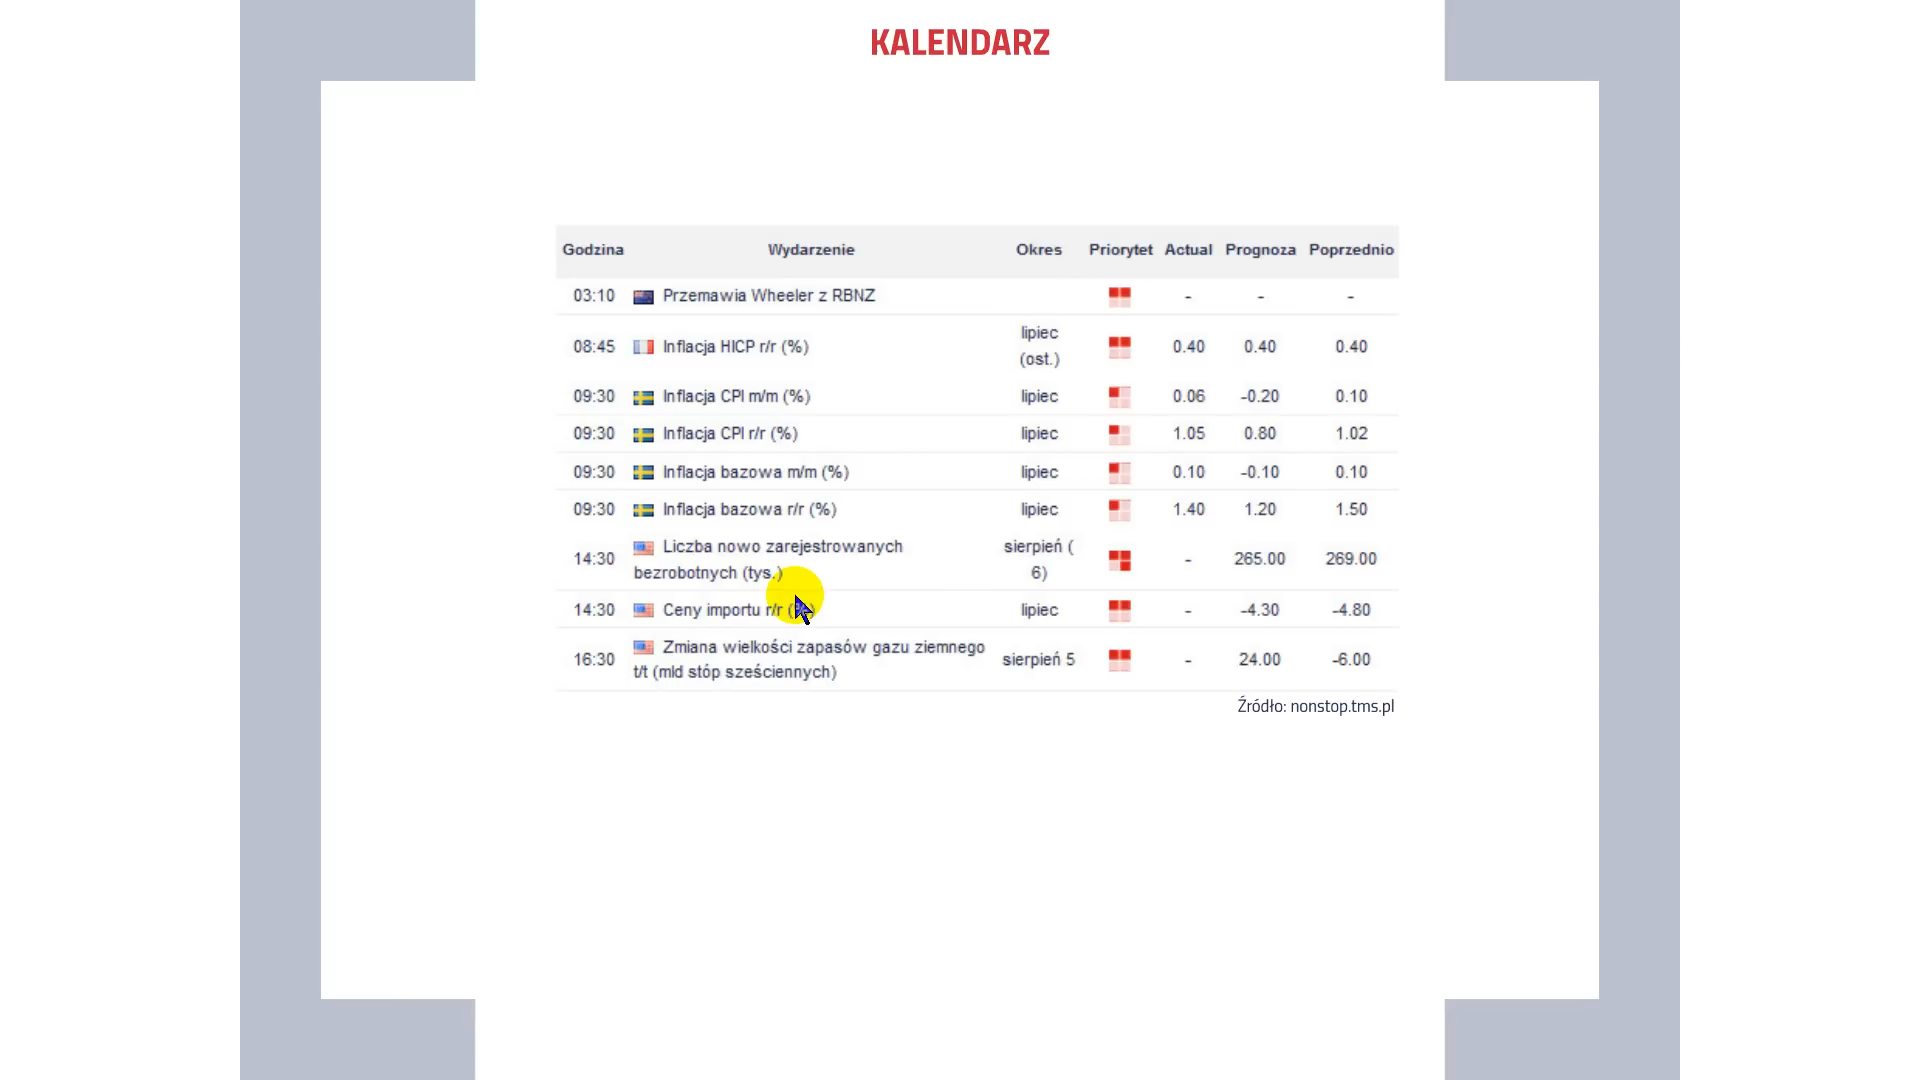 KALENDARZ
Godzina Wydarzenie Okres Priorytet Actual Prognoza Poprzednio
03:10 Przemawia Wheeler z RBNZ - - -
08:45 Inflacja HICP r/r (%) lipiec (ost.) 0.40 0.40 0.40
09:30 Inflacja CPI m/m (%) lipiec 0.06 -0.20 0.10
09:30 Inflacja CPI r/r (%) lipiec 1.05 0.80 1.02
09:30 Inflacja bazowa m/m (%) lipiec 0.10 -0.10 0.10
09:30 Inflacja bazowa r/r (%) lipiec 1.40 1.20 1.50
14:30 Liczba nowo zarejestrowanych bezrobotnych (tys.) sierpień ( 6) - 265.00 269.00
14:30 Ceny importu r/r (%) lipiec - -4.30 -4.80
16:30 Zmiana wielkości zapasów gazu ziemnego t/t (mld stóp sześciennych) sierpień 5 - 24.00 -6.00
Źródło: nonstop.tms.pl